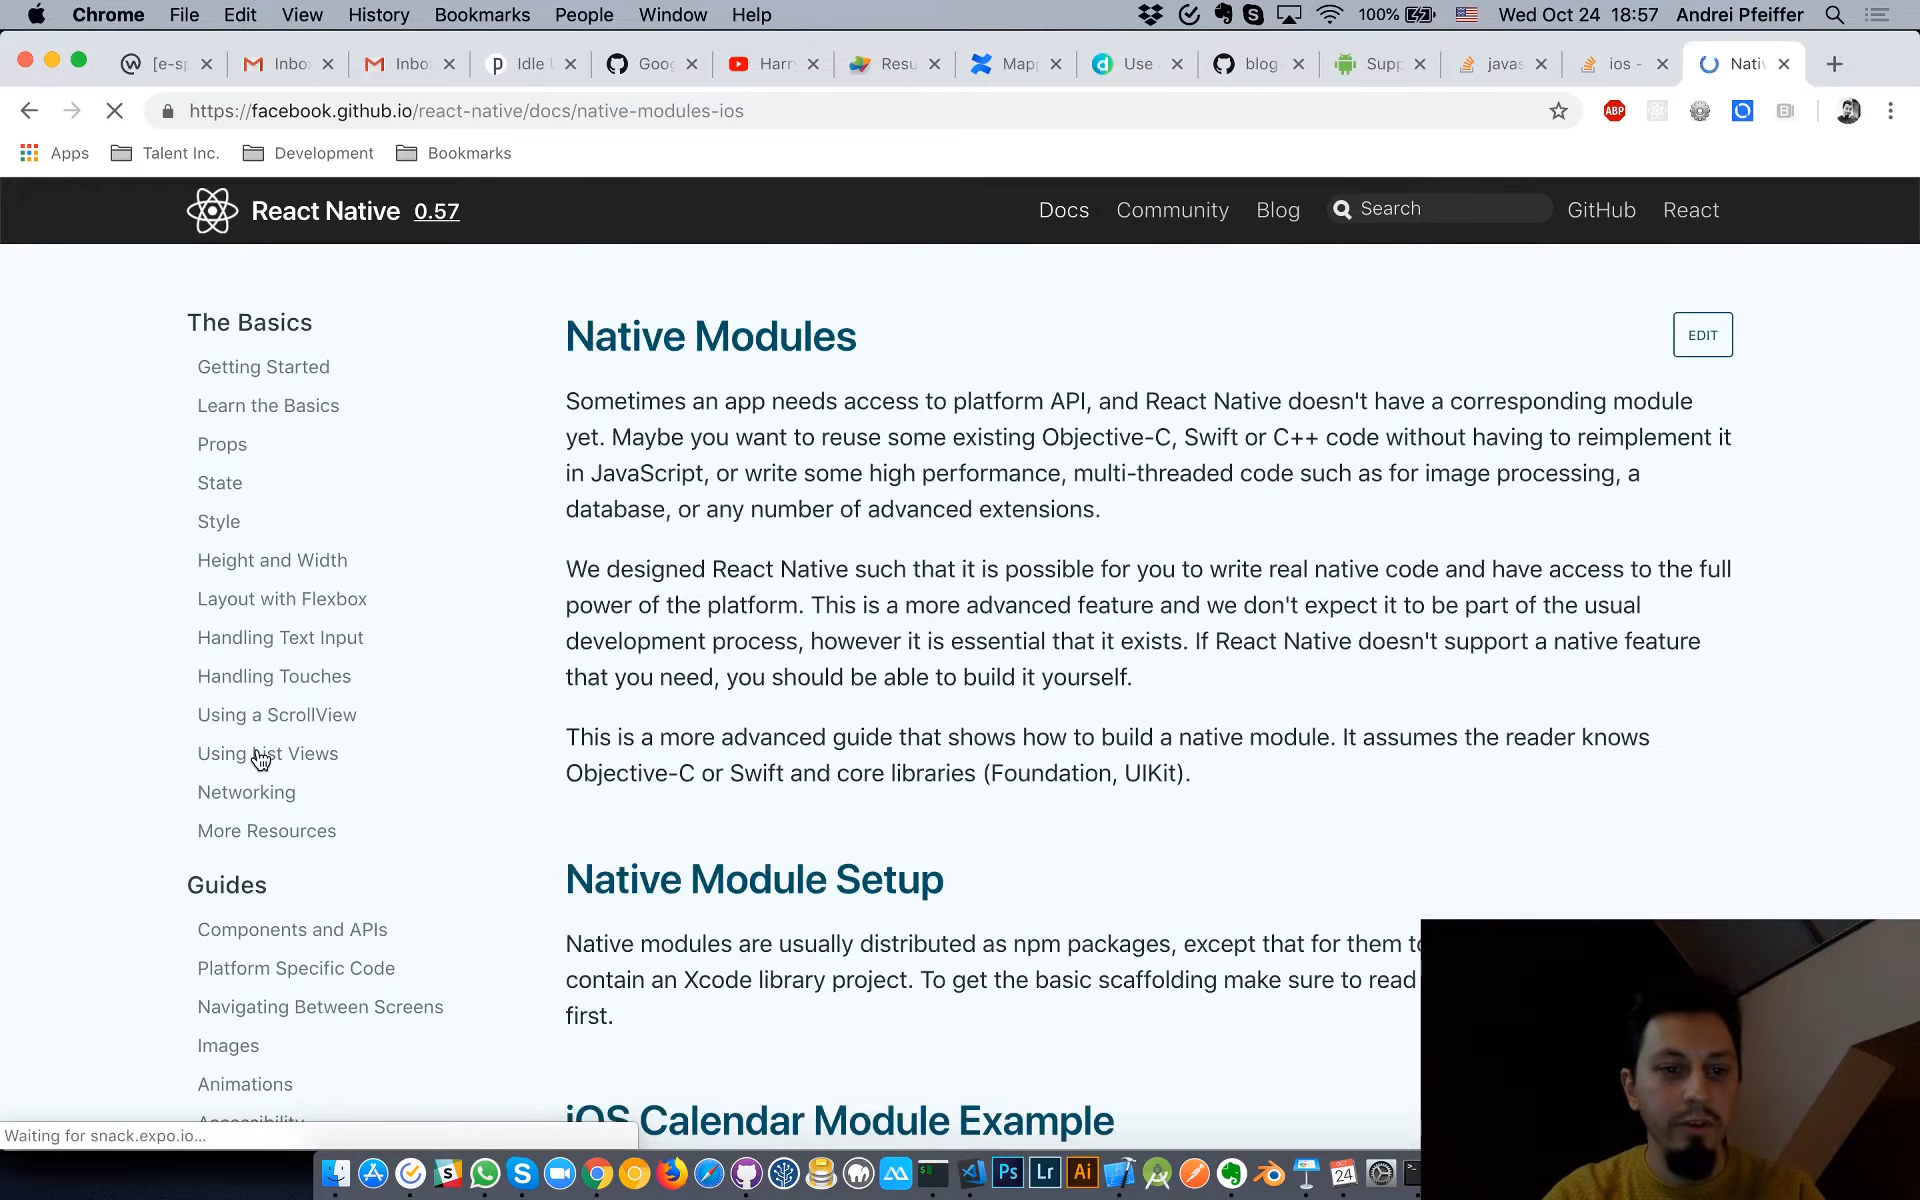 Chrome File Edit View History Bookmarks People Window Help 100% Wed Oct 24 18:57 Andrei Pfeiffer
[e-sp Inbo Inbo Idle U Goog Harr Resu Map Use blog Supp javas ios - Nativ
https://facebook.github.io/react-native/docs/native-modules-ios ABP
Apps Talent Inc. Development Bookmarks
React Native 0.57 Docs Community Blog Search GitHub React
The Basics
Getting Started
Learn the Basics
Props
State
Style
Height and Width
Layout with Flexbox
Handling Text Input
Handling Touches
Using a ScrollView
Using List Views
Networking
More Resources
Guides
Components and APIs
Platform Specific Code
Navigating Between Screens
Images
Animations
Accessibility
Native Modules
EDIT
Sometimes an app needs access to platform API, and React Native doesn't have a corresponding module
yet. Maybe you want to reuse some existing Objective-C, Swift or C++ code without having to reimplement it
in JavaScript, or write some high performance, multi-threaded code such as for image processing, a
database, or any number of advanced extensions.
We designed React Native such that it is possible for you to write real native code and have access to the full
power of the platform. This is a more advanced feature and we don't expect it to be part of the usual
development process, however it is essential that it exists. If React Native doesn't support a native feature
that you need, you should be able to build it yourself.
This is a more advanced guide that shows how to build a native module. It assumes the reader knows
Objective-C or Swift and core libraries (Foundation, UIKit).
Native Module Setup
Native modules are usually distributed as npm packages, except that for them to
contain an Xcode library project. To get the basic scaffolding make sure to read
first.
iOS Calendar Module Example
Waiting for snack.expo.io...
Ps Lr Ai 24